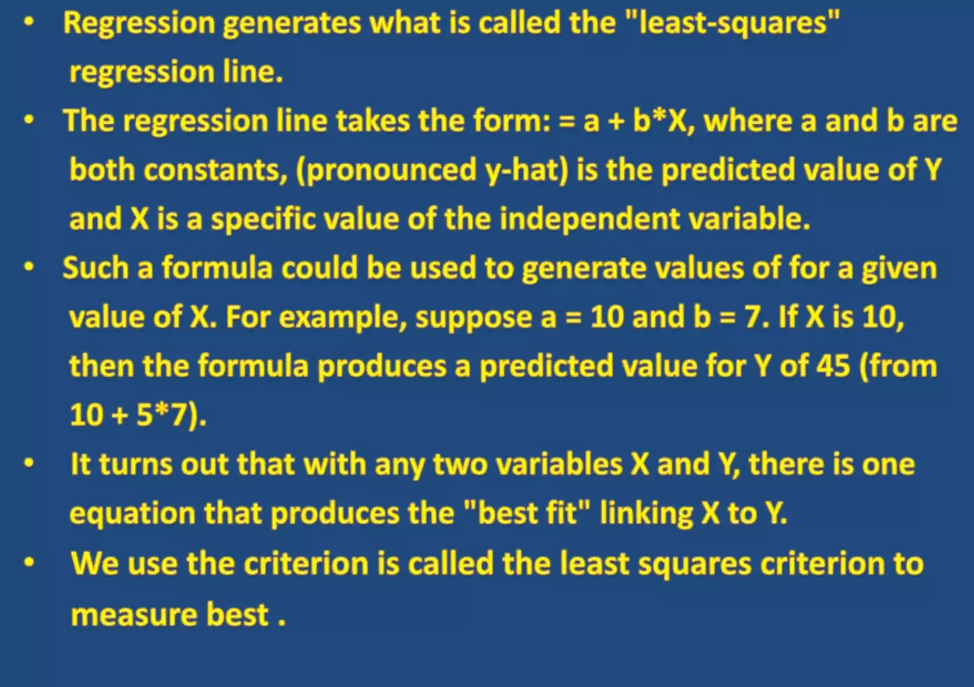 • Regression generates what is called the "least-squares"
regression line.
• The regression line takes the form: = a + b*X, where a and b are
both constants, (pronounced y-hat) is the predicted value of Y
and X is a specific value of the independent variable.
• Such a formula could be used to generate values of for a given
value of X. For example, suppose a = 10 and b = 7. If X is 10,
then the formula produces a predicted value for Y of 45 (from
10 + 5*7).
• It turns out that with any two variables X and Y, there is one
equation that produces the "best fit" linking X to Y.
• We use the criterion is called the least squares criterion to
measure best .